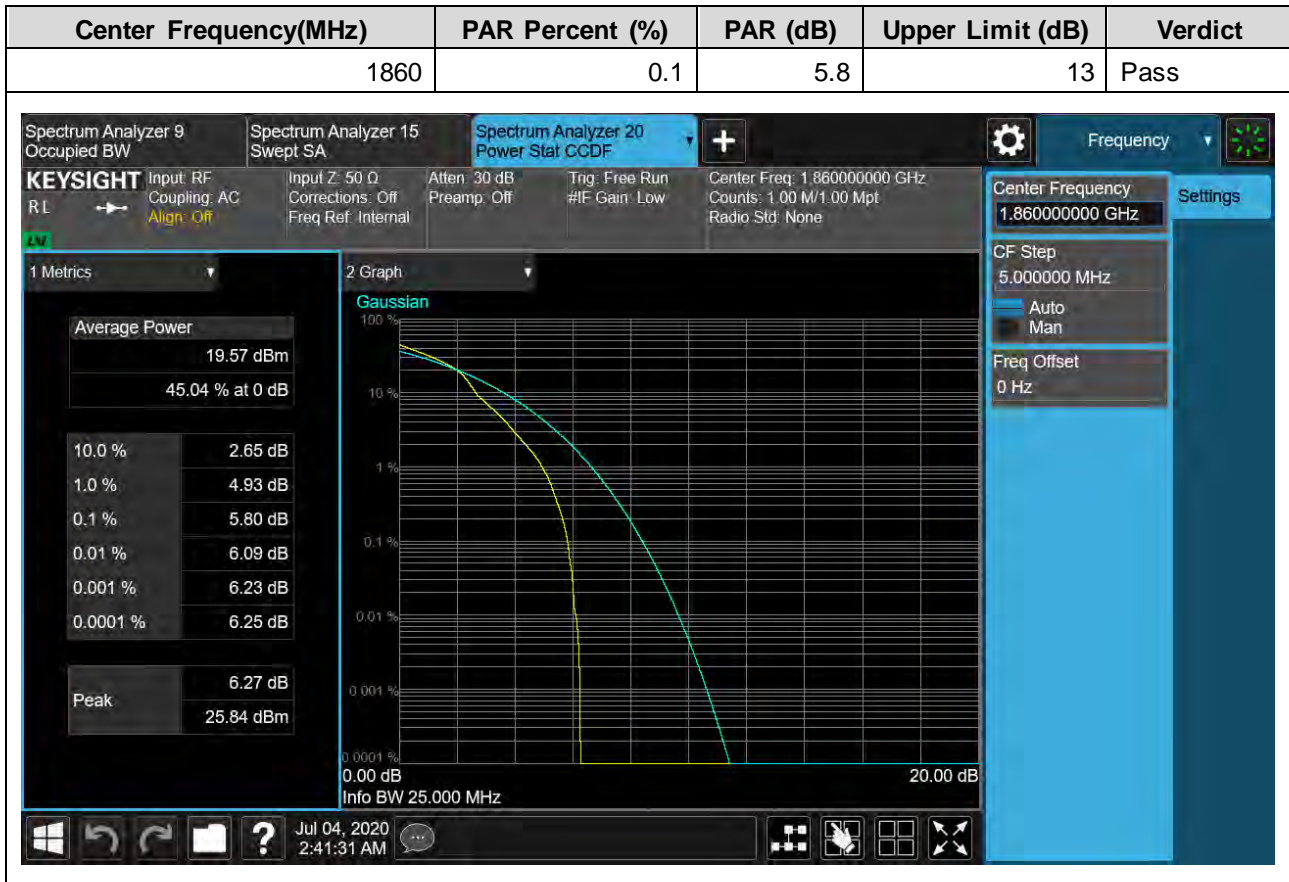 Center Frequency(MHz) PAR Percent (%) PAR (dB) Upper Limit (dB) Verdict
1860 0.1 5.8 13 Pass
Spectrum Analyzer 9 Spectrum Analyzer 15 Spectrum Analyzer 20
Occupied BW Swept SA Power Stat CCDF
Frequency
KEYSIGHT Input: RF Input Z: 50 Ω Atten: 30 dB Trig: Free Run Center Freq: 1.860000000 GHz
RL Coupling: AC Corrections: Off Preamp: Off #IF Gain: Low Counts: 1.00 M/1.00 Mpt
Align: Off Freq Ref: Internal Radio Std: None
LXI
Center Frequency Settings
1.860000000 GHz
CF Step
5.000000 MHz
Auto
Man
Freq Offset
0 Hz
1 Metrics
Average Power
19.57 dBm
45.04 % at 0 dB
10.0 % 2.65 dB
1.0 % 4.93 dB
0.1 % 5.80 dB
0.01 % 6.09 dB
0.001 % 6.23 dB
0.0001 % 6.25 dB
Peak 6.27 dB
25.84 dBm
2 Graph
Gaussian
100 %
10 %
1 %
0.1 %
0.01 %
0.001 %
0.0001 %
0.00 dB 20.00 dB
Info BW 25.000 MHz
? Jul 04, 2020
2:41:31 AM